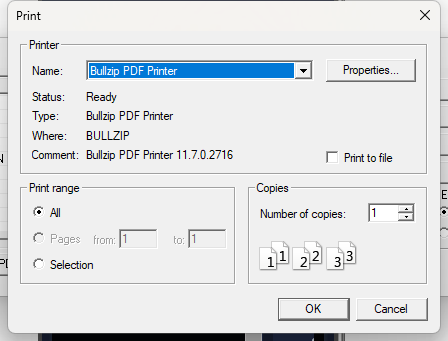 Print
Printer
Name: Bullzip PDF Printer Properties...
Status: Ready
Type: Bullzip PDF Printer
Where: BULLZIP
Comment: Bullzip PDF Printer 11.7.0.2716
Print to file
Print range
All
Pages from: 1 to: 1
Selection
Copies
Number of copies: 1
1 1 2 2 3 3
OK Cancel